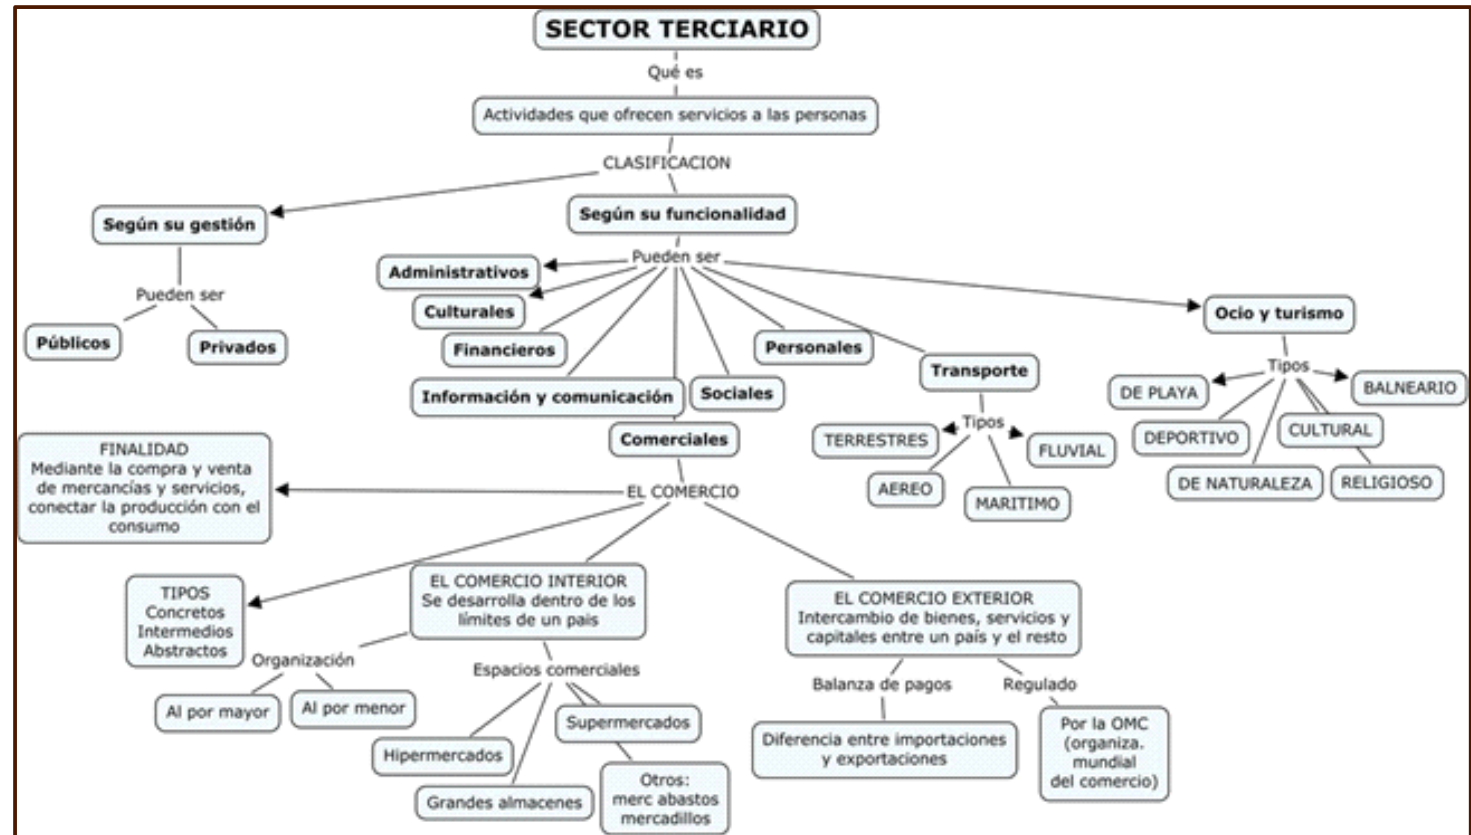 SECTOR TERCIARIO
Qué es
Actividades que ofrecen servicios a las personas
CLASIFICACION
Según su gestión
Pueden ser
Públicos
Privados
Según su funcionalidad
Pueden ser
Administrativos
Culturales
Financieros
Información y comunicación
Sociales
Personales
Comerciales
Transporte
Tipos
TERRESTRES
AEREO
MARITIMO
FLUVIAL
Ocio y turismo
Tipos
DE PLAYA
DEPORTIVO
DE NATURALEZA
CULTURAL
RELIGIOSO
BALNEARIO
EL COMERCIO
FINALIDAD
Mediante la compra y venta
de mercancías y servicios,
conectar la producción con el
consumo
TIPOS
Concretos
Intermedios
Abstractos
EL COMERCIO INTERIOR
Se desarrolla dentro de los
límites de un pais
Organización
Al por mayor
Al por menor
Espacios comerciales
Hipermercados
Grandes almacenes
Supermercados
Otros:
merc abastos
mercadillos
EL COMERCIO EXTERIOR
Intercambio de bienes, servicios y
capitales entre un país y el resto
Balanza de pagos
Diferencia entre importaciones
y exportaciones
Regulado
Por la OMC
(organiza.
mundial
del comercio)